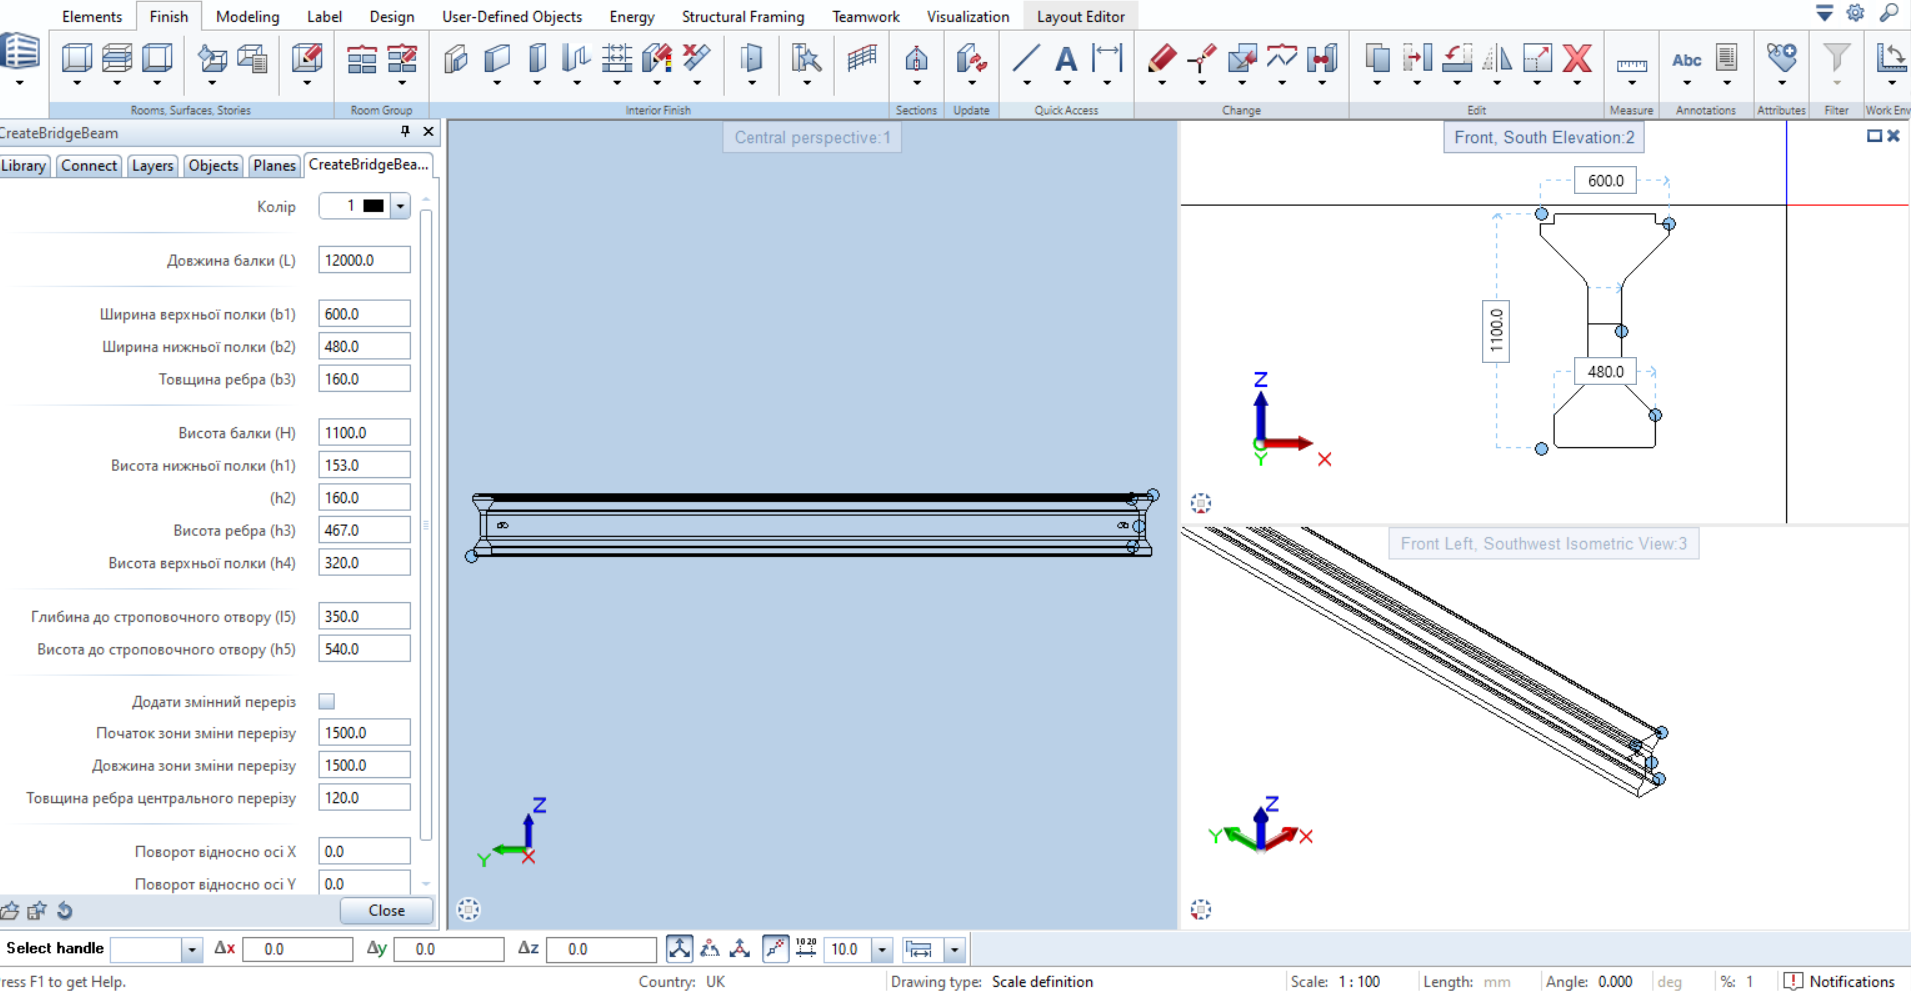 Elements Finish Modeling Label Design User-Defined Objects Energy Structural Framing Teamwork Visualization Layout Editor
A Abc
Rooms, Surfaces, Stories Room Group Interior Finish Sections Update Quick Access Change Edit Measure Annotations Attributes Filter Work Env
CreateBridgeBeam
Library Connect Layers Objects Planes CreateBridgeBea...
Колір 1
Довжина балки (L) 12000.0
Ширина верхньої полки (b1) 600.0
Ширина нижньої полки (b2) 480.0
Товщина ребра (b3) 160.0
Висота балки (H) 1100.0
Висота нижньої полки (h1) 153.0
(h2) 160.0
Висота ребра (h3) 467.0
Висота верхньої полки (h4) 320.0
Глибина до строповочного отвору (l5) 350.0
Висота до строповочного отвору (h5) 540.0
Додати змінний переріз
Початок зони зміни перерізу 1500.0
Довжина зони зміни перерізу 1500.0
Товщина ребра центрального перерізу 120.0
Поворот відносно осі X 0.0
Поворот відносно осі Y 0.0
Close
Central perspective:1
Z
Y X
Front, South Elevation:2
600.0
1100.0
480.0
Z
Y X
Front Left, Southwest Isometric View:3
Z
Y X
Select handle Δx 0.0 Δy 0.0 Δz 0.0 10 20 10.0
ress F1 to get Help. Country: UK Drawing type: Scale definition Scale: 1:100 Length: mm Angle: 0.000 deg %: 1 Notifications